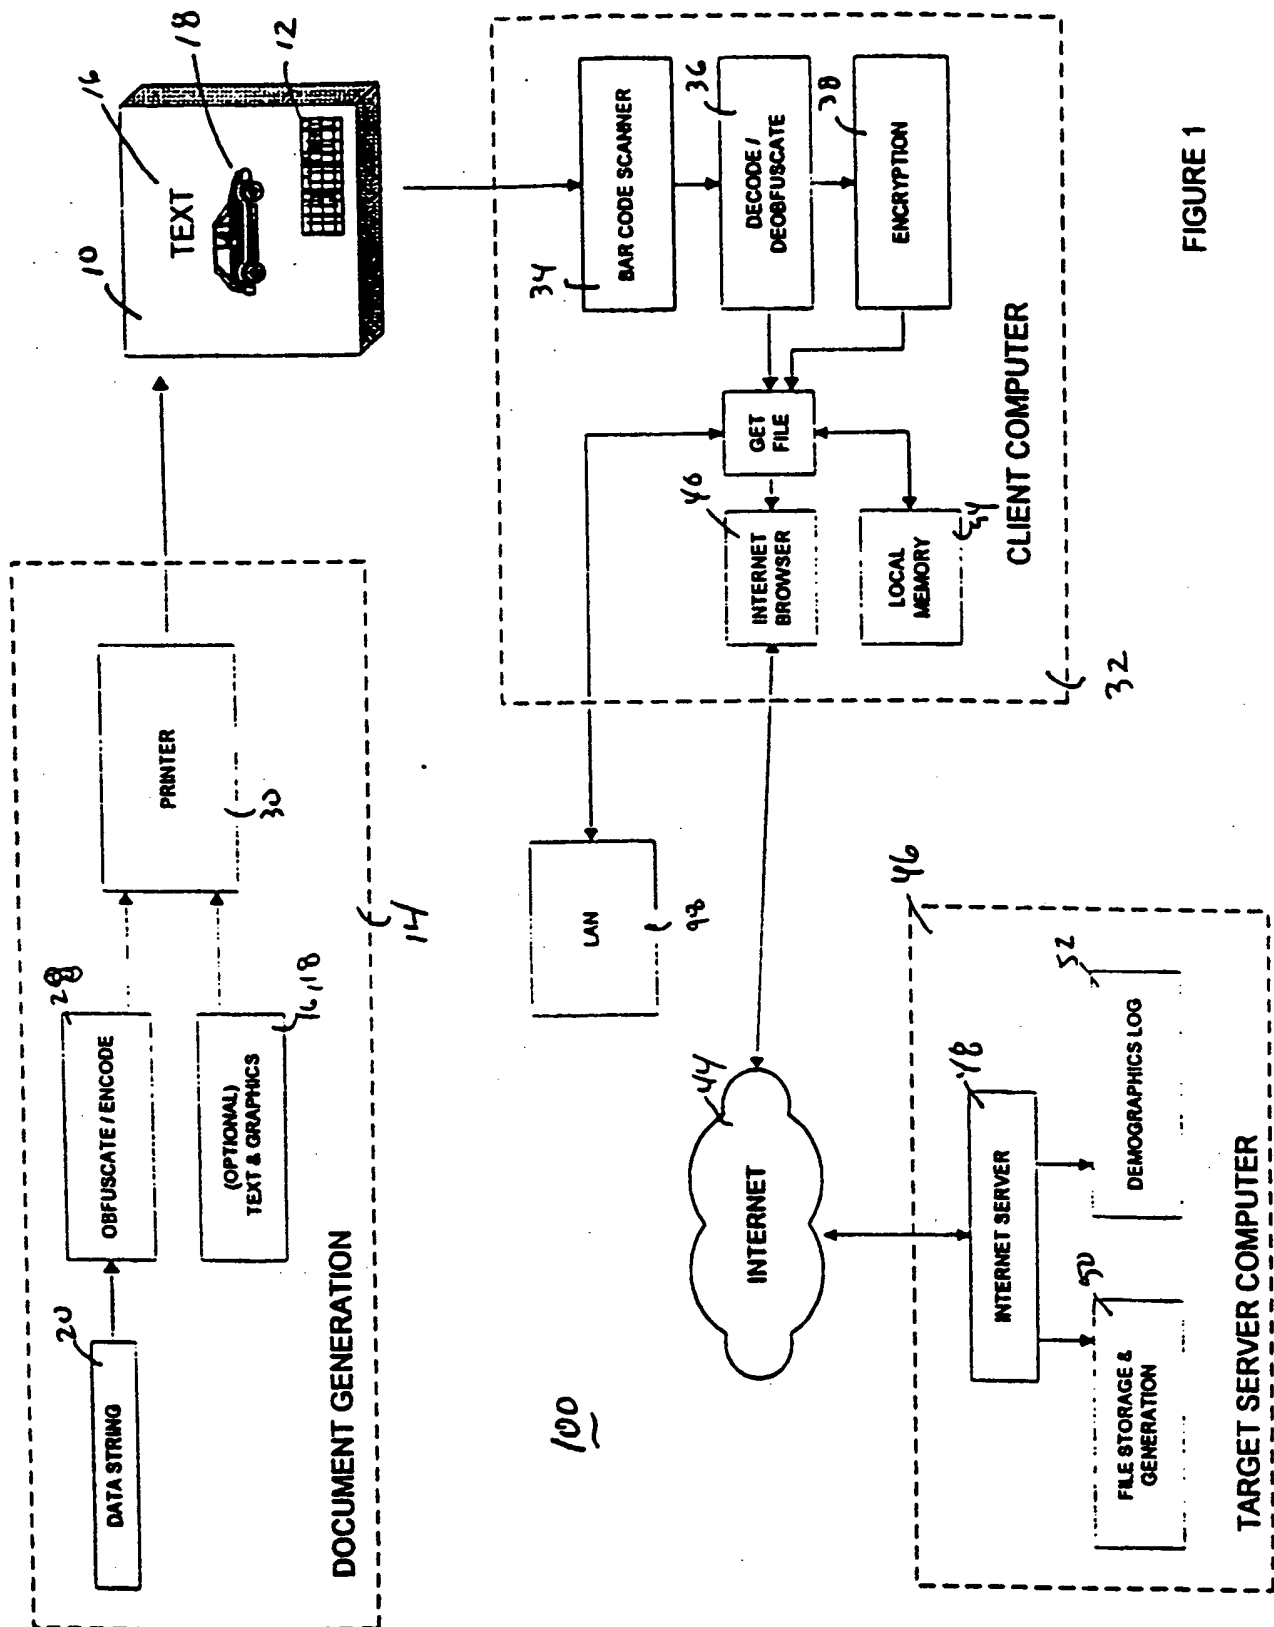 DATA STRING
20
OBFUSCATE / ENCODE
(OPTIONAL)
TEXT & GRAPHICS
16,18
PRINTER
30
DOCUMENT GENERATION
14
10
TEXT
16
18
12
34
BAR CODE SCANNER
36
DECODE /
DEOBFUSCATE
38
ENCRYPTION
GET
FILE
INTERNET
BROWSER
LOCAL
MEMORY
CLIENT COMPUTER
32
LAN
98
44
INTERNET
100
46
48
INTERNET SERVER
50
FILE STORAGE &
GENERATION
52
DEMOGRAPHICS LOG
TARGET SERVER COMPUTER
FIGURE 1